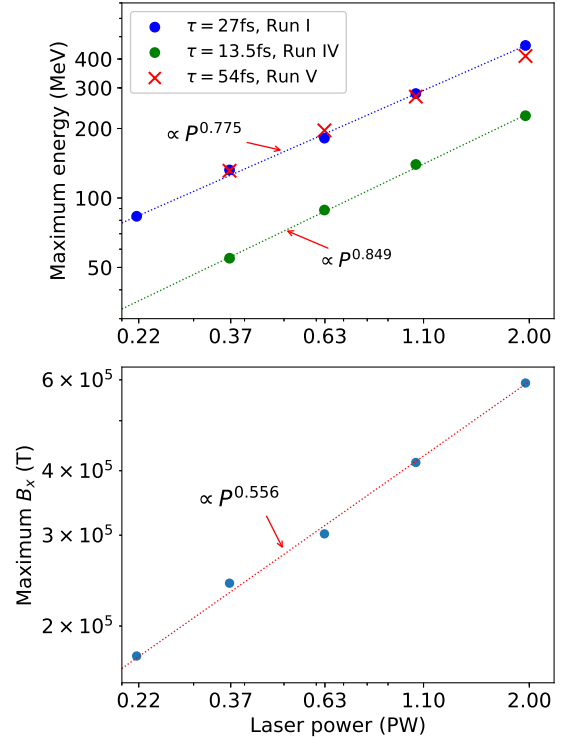 τ = 27fs, Run I
τ = 13.5fs, Run IV
τ = 54fs, Run V
Maximum energy (MeV)
400
300
200
100
50
∝ P^0.775
∝ P^0.849
0.22 0.37 0.63 1.10 2.00
Maximum B_x (T)
6 × 10^5
4 × 10^5
3 × 10^5
2 × 10^5
∝ P^0.556
0.22 0.37 0.63 1.10 2.00
Laser power (PW)